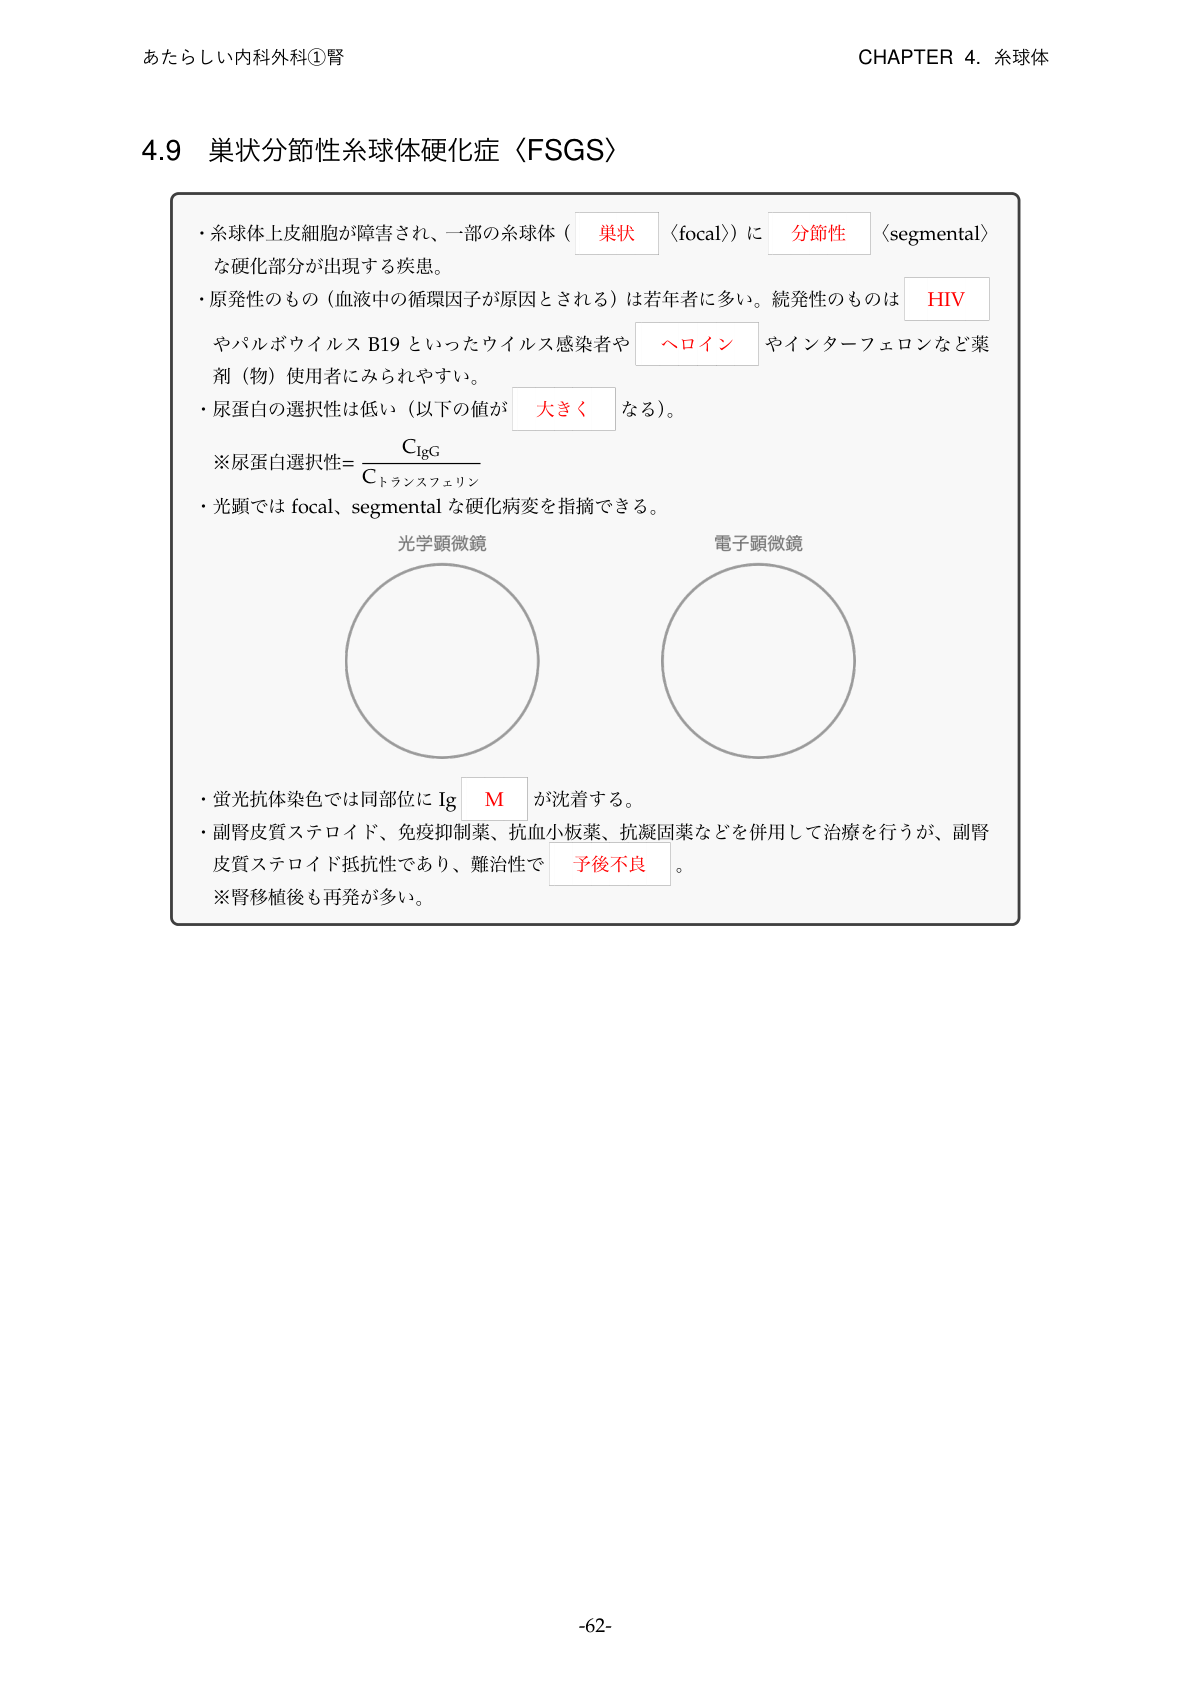 あたらしい内科外科①腎
CHAPTER 4. 糸球体
4.9 巣状分節性糸球体硬化症〈FSGS〉
・糸球体上皮細胞が障害され、一部の糸球体（ 巣状 〈focal〉）に 分節性 〈segmental〉
な硬化部分が出現する疾患。
・原発性のもの（血液中の循環因子が原因とされる）は若年者に多い。続発性のものは HIV
やパルボウイルス B19 といったウイルス感染者や ヘロイン やインターフェロンなど薬
剤（物）使用者にみられやすい。
・尿蛋白の選択性は低い（以下の値が 大きく なる）。
※尿蛋白選択性= CIgG / Cトランスフェリン
・光顕では focal、segmental な硬化病変を指摘できる。
光学顕微鏡 電子顕微鏡
・蛍光抗体染色では同部位に Ig M が沈着する。
・副腎皮質ステロイド、免疫抑制薬、抗血小板薬、抗凝固薬などを併用して治療を行うが、副腎
皮質ステロイド抵抗性であり、難治性で 予後不良 。
※腎移植後も再発が多い。
-62-